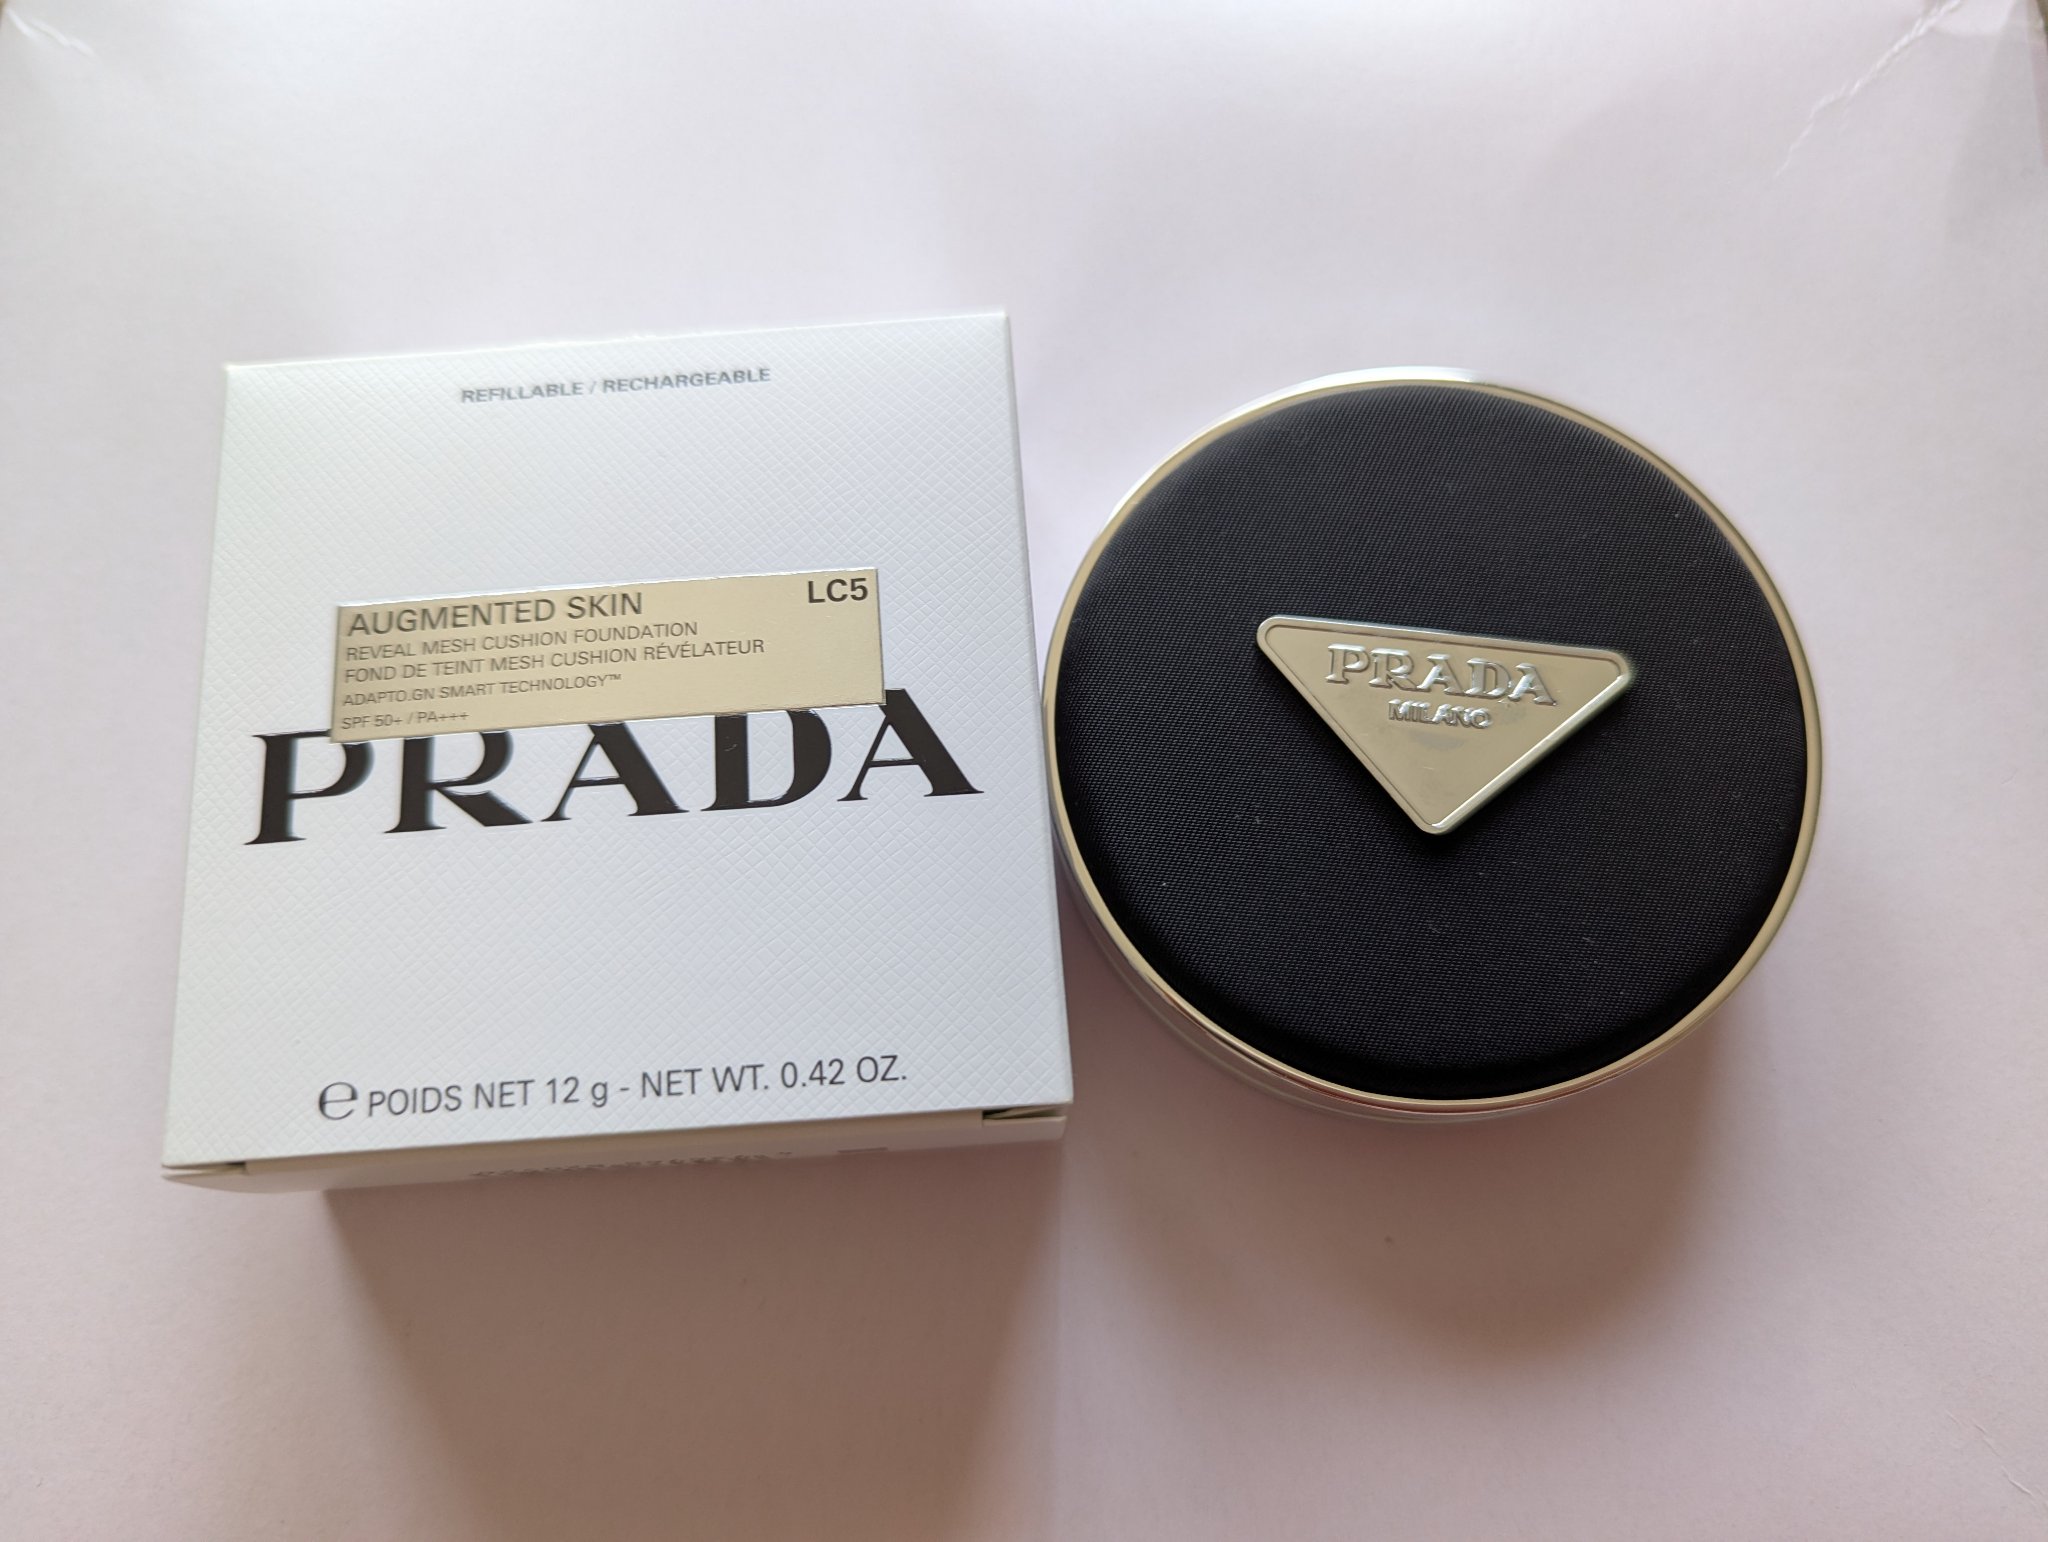 REFILLABLE / RECHARGEABLE
AUGMENTED SKIN
LC5
REVEAL MESH CUSHION FOUNDATION
FOND DE TEINT MESH CUSHION RÉVÉLATEUR
ADAPTO.GN SMART TECHNOLOGY™
SPF 50+ / PA+++
PRADA
℮ POIDS NET 12 g - NET WT. 0.42 OZ.
PRADA
MILANO